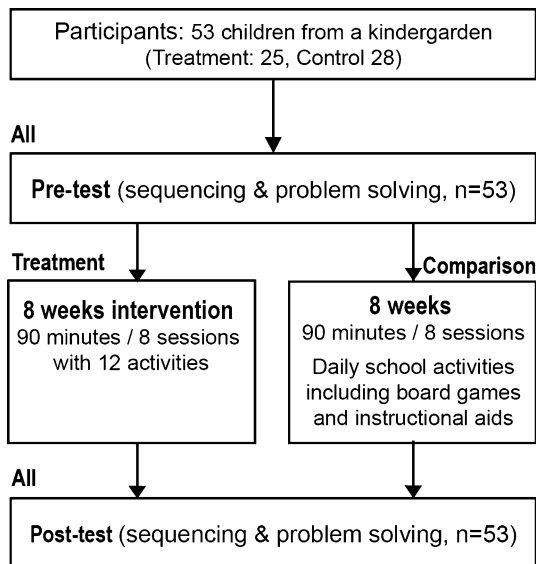 Participants: 53 children from a kindergarden
(Treatment: 25, Control 28)
All
Pre-test (sequencing & problem solving, n=53)
Treatment
Comparison
8 weeks intervention
90 minutes / 8 sessions
with 12 activities
8 weeks
90 minutes / 8 sessions
Daily school activities
including board games
and instructional aids
All
Post-test (sequencing & problem solving, n=53)